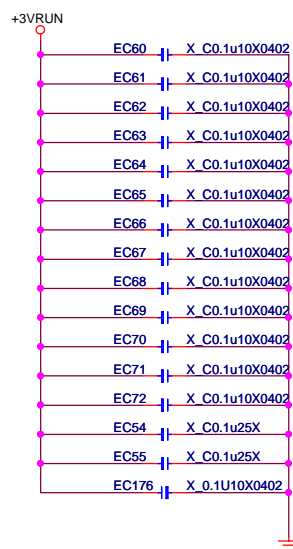 +3VRUN
EC60 X_C0.1u10X0402
EC61 X_C0.1u10X0402
EC62 X_C0.1u10X0402
EC63 X_C0.1u10X0402
EC64 X_C0.1u10X0402
EC65 X_C0.1u10X0402
EC66 X_C0.1u10X0402
EC67 X_C0.1u10X0402
EC68 X_C0.1u10X0402
EC69 X_C0.1u10X0402
EC70 X_C0.1u10X0402
EC71 X_C0.1u10X0402
EC72 X_C0.1u10X0402
EC54 X_C0.1u25X
EC55 X_C0.1u25X
EC176 X_0.1U10X0402